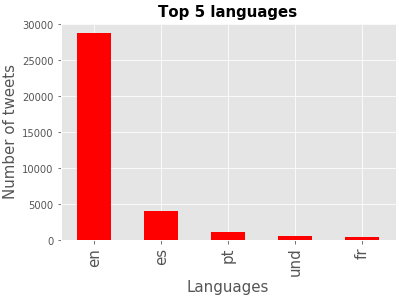 Top 5 languages
Number of tweets
30000
25000
20000
15000
10000
5000
0
en
es
pt
und
fr
Languages